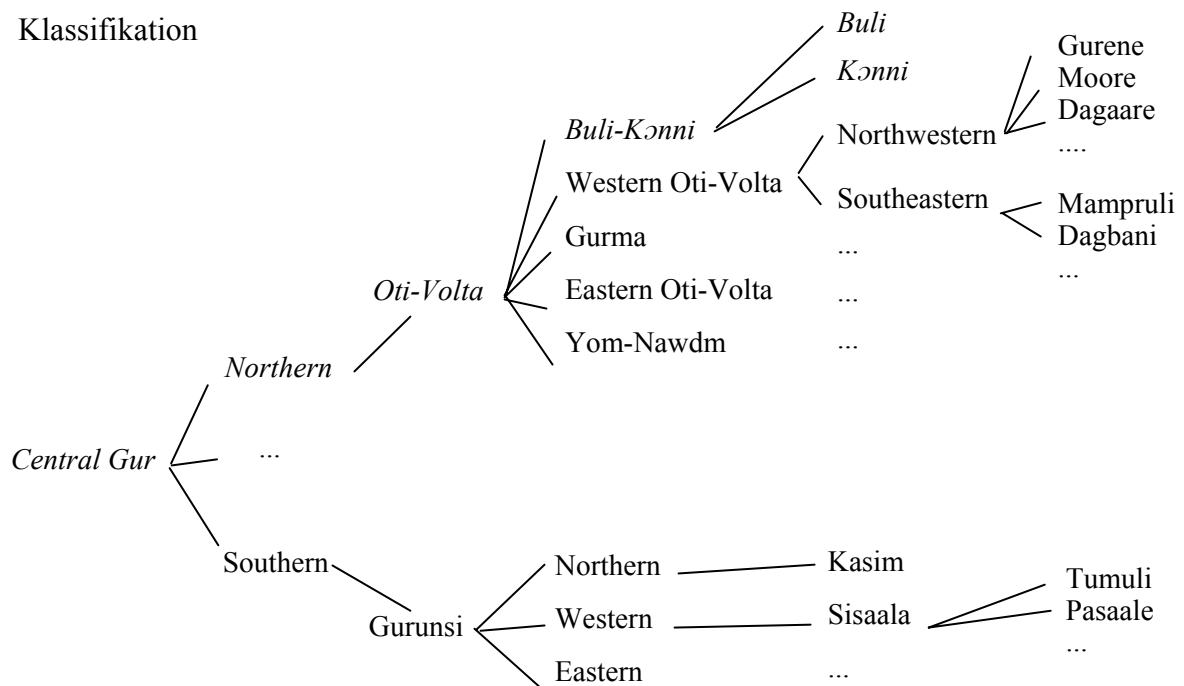 Klassifikation
Buli
Kɔnni
Gurene
Moore
Dagaare
....
Buli-Kɔnni
Northwestern
Western Oti-Volta
Southeastern
Mampruli
Dagbani
...
Gurma
...
Oti-Volta
Eastern Oti-Volta
...
Yom-Nawdm
...
Northern
Central Gur
...
Southern
Northern
Kasim
Tumuli
Pasaale
...
Gurunsi
Western
Sisaala
Eastern
...